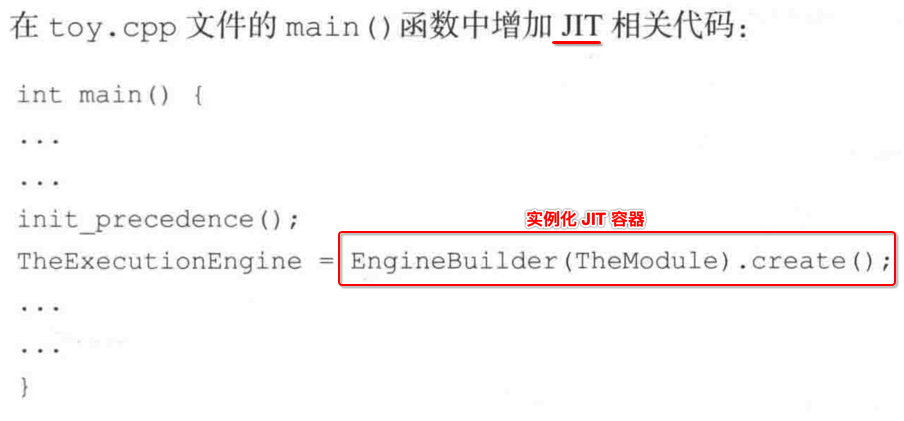 在 toy.cpp 文件的 main()函数中增加 JIT 相关代码：
int main() {
...
...
init_precedence();
实例化 JIT 容器
TheExecutionEngine = EngineBuilder(TheModule).create();
...
...
}